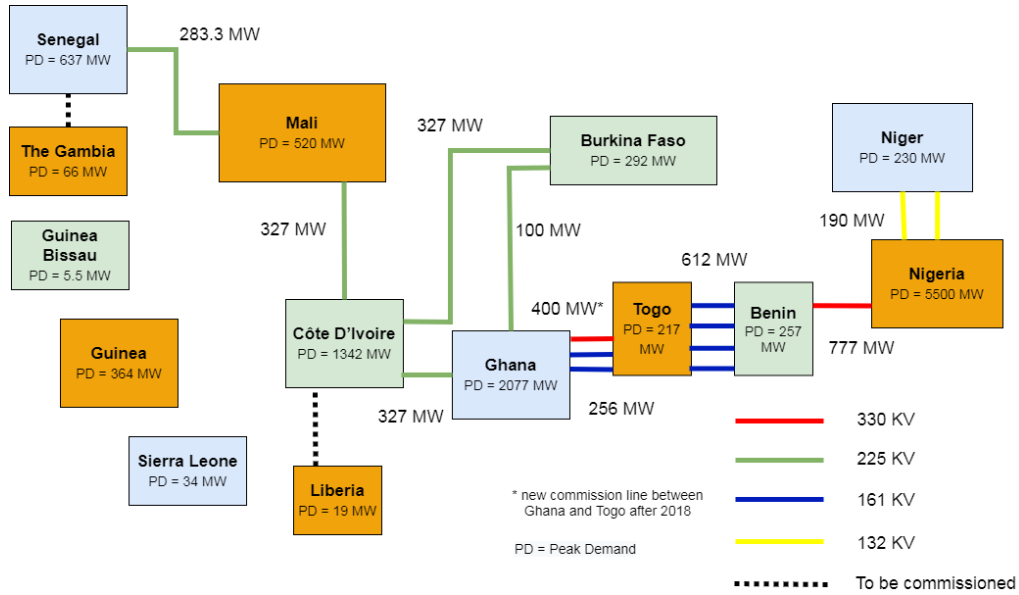 Senegal
PD = 637 MW
283.3 MW
The Gambia
PD = 66 MW
Mali
PD = 520 MW
327 MW
Burkina Faso
PD = 292 MW
Niger
PD = 230 MW
Guinea
Bissau
PD = 5.5 MW
327 MW
100 MW
190 MW
Nigeria
PD = 5500 MW
612 MW
400 MW*
Togo
PD = 217
MW
Benin
PD = 257
MW
777 MW
Côte D'Ivoire
PD = 1342 MW
Ghana
PD = 2077 MW
Guinea
PD = 364 MW
327 MW
256 MW
Sierra Leone
PD = 34 MW
Liberia
PD = 19 MW
* new commission line between
Ghana and Togo after 2018
PD = Peak Demand
330 KV
225 KV
161 KV
132 KV
To be commissioned